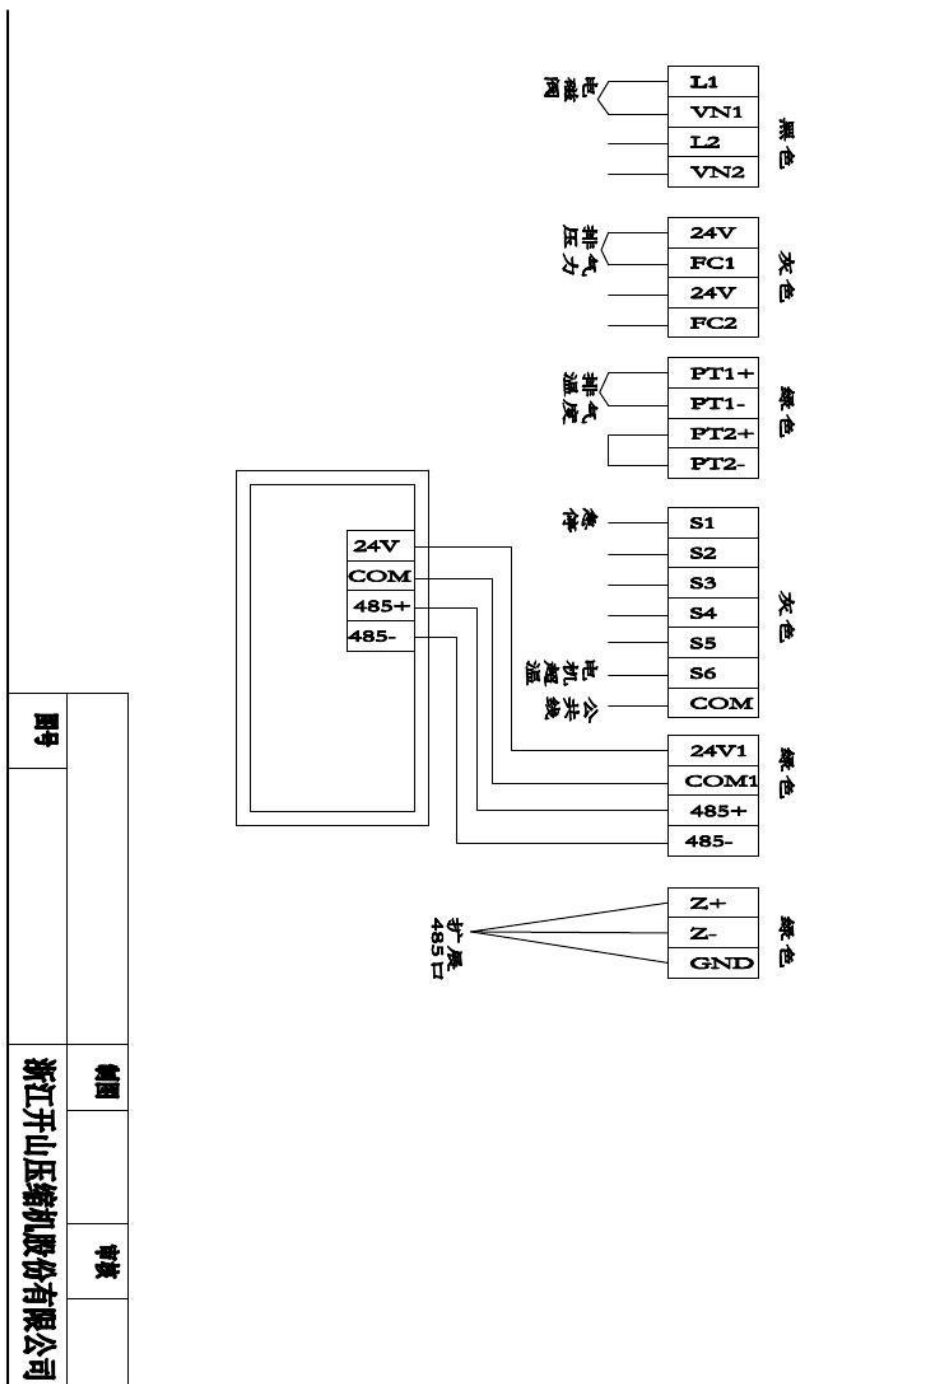 电磁阀
L1
VN1
L2
VN2
黑色
排气压力
24V
FC1
24V
FC2
灰色
排气温度
PT1+
PT1-
PT2+
PT2-
绿色
急停
S1
S2
S3
S4
S5
电机超温
S6
公共线
COM
灰色
24V
COM
485+
485-
24V1
COM1
485+
485-
绿色
扩展
485口
Z+
Z-
GND
绿色
图号
制图
审核
浙江开山压缩机股份有限公司